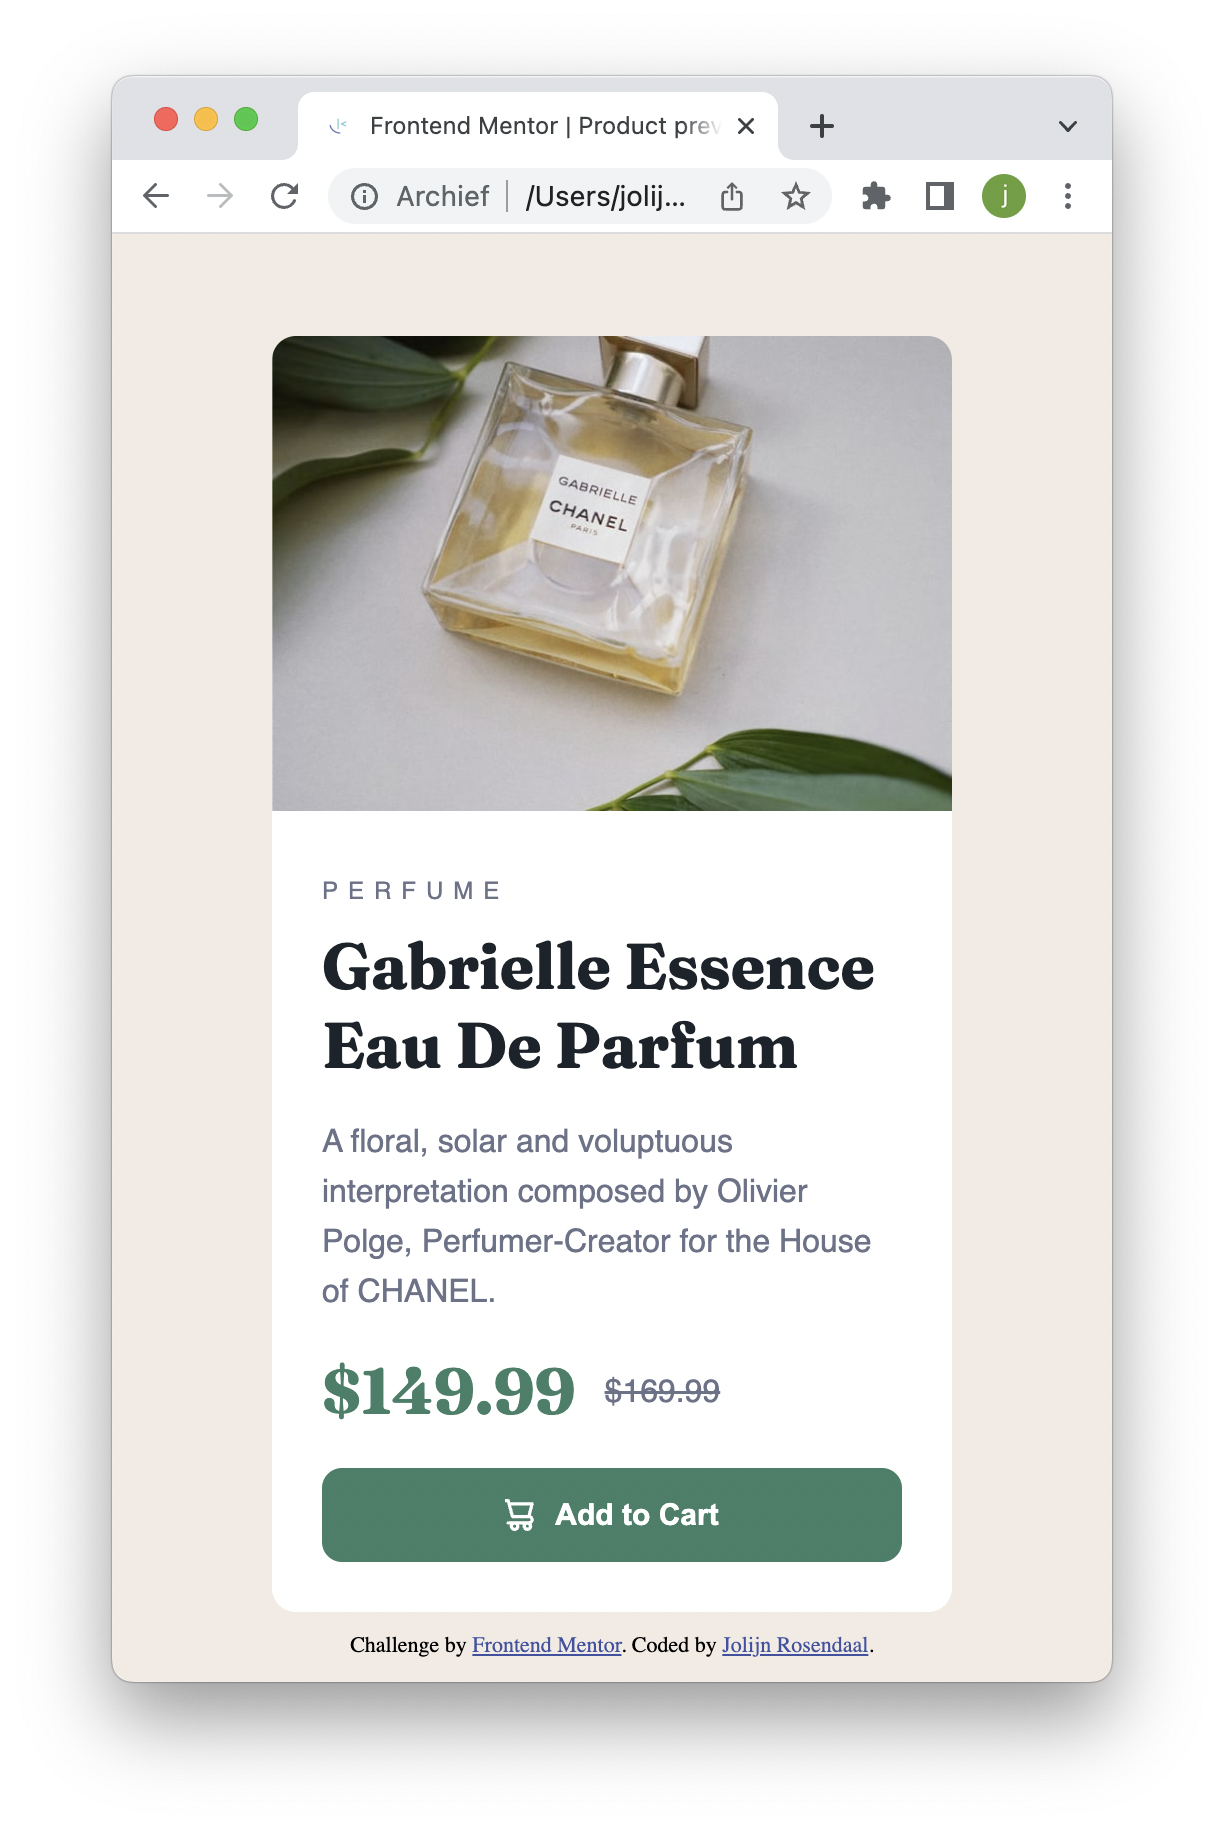 Frontend Mentor | Product prev
Archief | /Users/jolij...
j
GABRIELLE
CHANEL
PARIS
PERFUME
Gabrielle Essence
Eau De Parfum
A floral, solar and voluptuous
interpretation composed by Olivier
Polge, Perfumer-Creator for the House
of CHANEL.
$149.99 $169.99
Add to Cart
Challenge by Frontend Mentor. Coded by Jolijn Rosendaal.